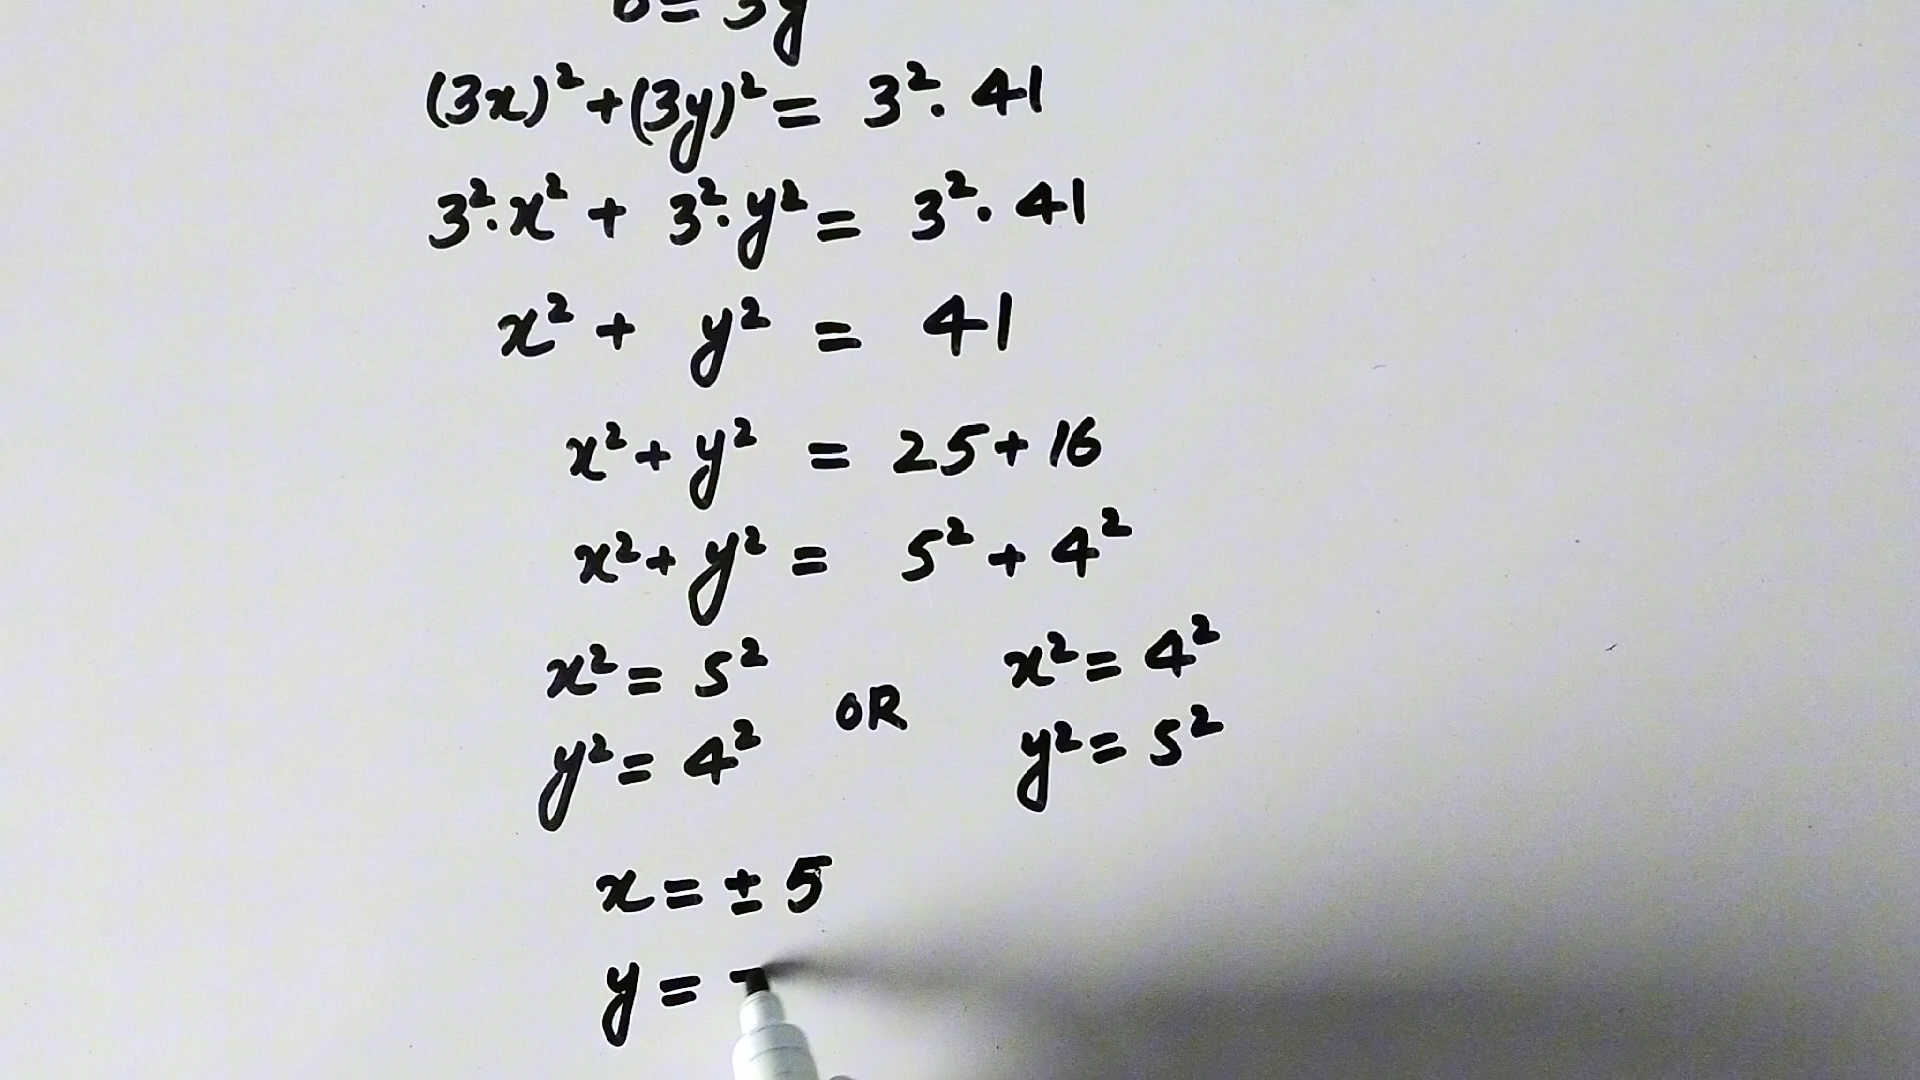 = 3y
(3x)² + (3y)² = 3² . 41
3² . x² + 3² . y² = 3² . 41
x² + y² = 41
x² + y² = 25 + 16
x² + y² = 5² + 4²
x² = 5² OR x² = 4²
y² = 4² y² = 5²
x = ± 5
y =